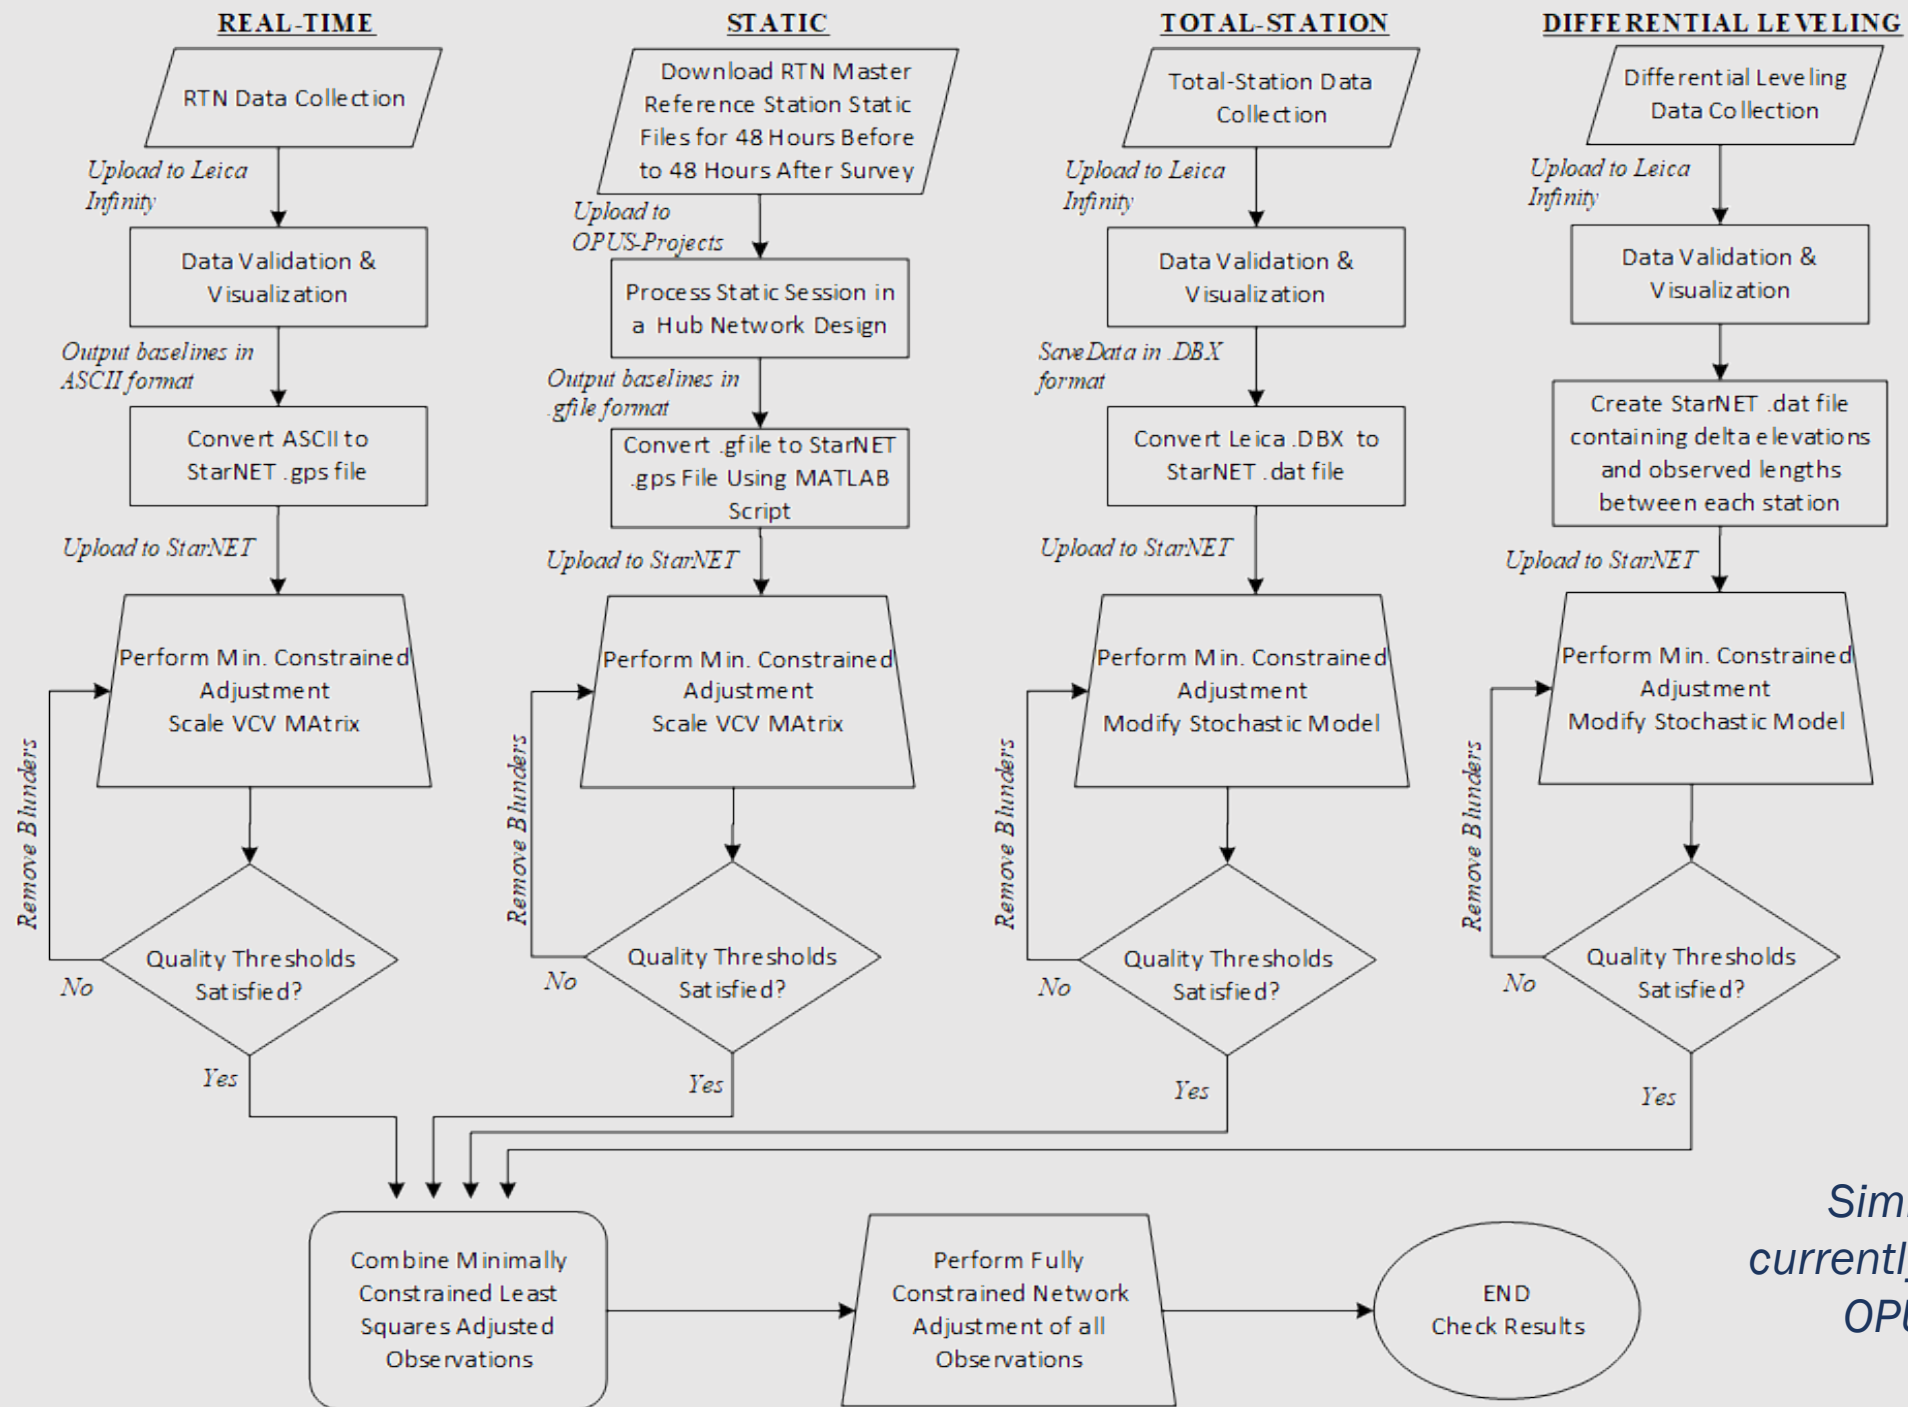 REAL-TIME
RTN Data Collection
Upload to Leica
Infinity
Data Validation &
Visualization
Output baselines in
ASCII format
Convert ASCII to
StarNET .gps file
Upload to StarNET
Perform Min. Constrained
Adjustment
Scale VCV MAtrix
Remove Blunders
Quality Thresholds
Satisfied?
No
Yes
STATIC
Download RTN Master
Reference Station Static
Files for 48 Hours Before
to 48 Hours After Survey
Upload to
OPUS-Projects
Process Static Session in
a Hub Network Design
Output baselines in
.gfile format
Convert .gfile to StarNET
.gps File Using MATLAB
Script
Upload to StarNET
Perform Min. Constrained
Adjustment
Scale VCV MAtrix
Remove Blunders
Quality Thresholds
Satisfied?
No
Yes
TOTAL-STATION
Total-Station Data
Collection
Upload to Leica
Infinity
Data Validation &
Visualization
Save Data in .DBX
format
Convert Leica .DBX to
StarNET .dat file
Upload to StarNET
Perform Min. Constrained
Adjustment
Modify Stochastic Model
Remove Blunders
Quality Thresholds
Satisfied?
No
Yes
DIFFERENTIAL LEVELING
Differential Leveling
Data Collection
Upload to Leica
Infinity
Data Validation &
Visualization
Create StarNET .dat file
containing delta elevations
and observed lengths
between each station
Upload to StarNET
Perform Min. Constrained
Adjustment
Modify Stochastic Model
Remove Blunders
Quality Thresholds
Satisfied?
No
Yes
Combine Minimally
Constrained Least
Squares Adjusted
Observations
Perform Fully
Constrained Network
Adjustment of all
Observations
END
Check Results
currently